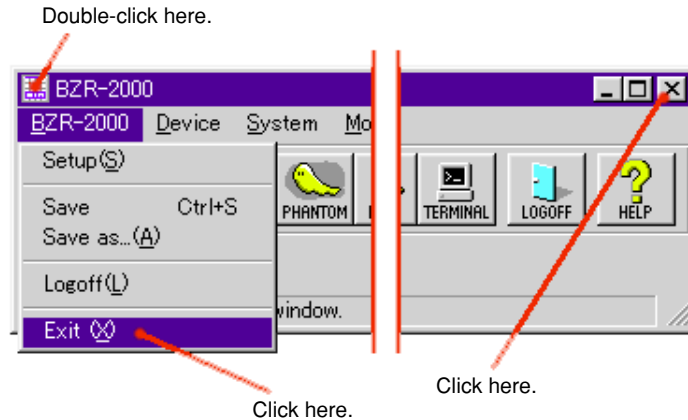 Double-click here.
BZR-2000
BZR-2000 Device System Mo
Setup(S)
Save Ctrl+S
Save as...(A)
Logoff(L)
Exit (X)
PHANTOM
TERMINAL
LOGOFF
HELP
window.
Click here.
Click here.